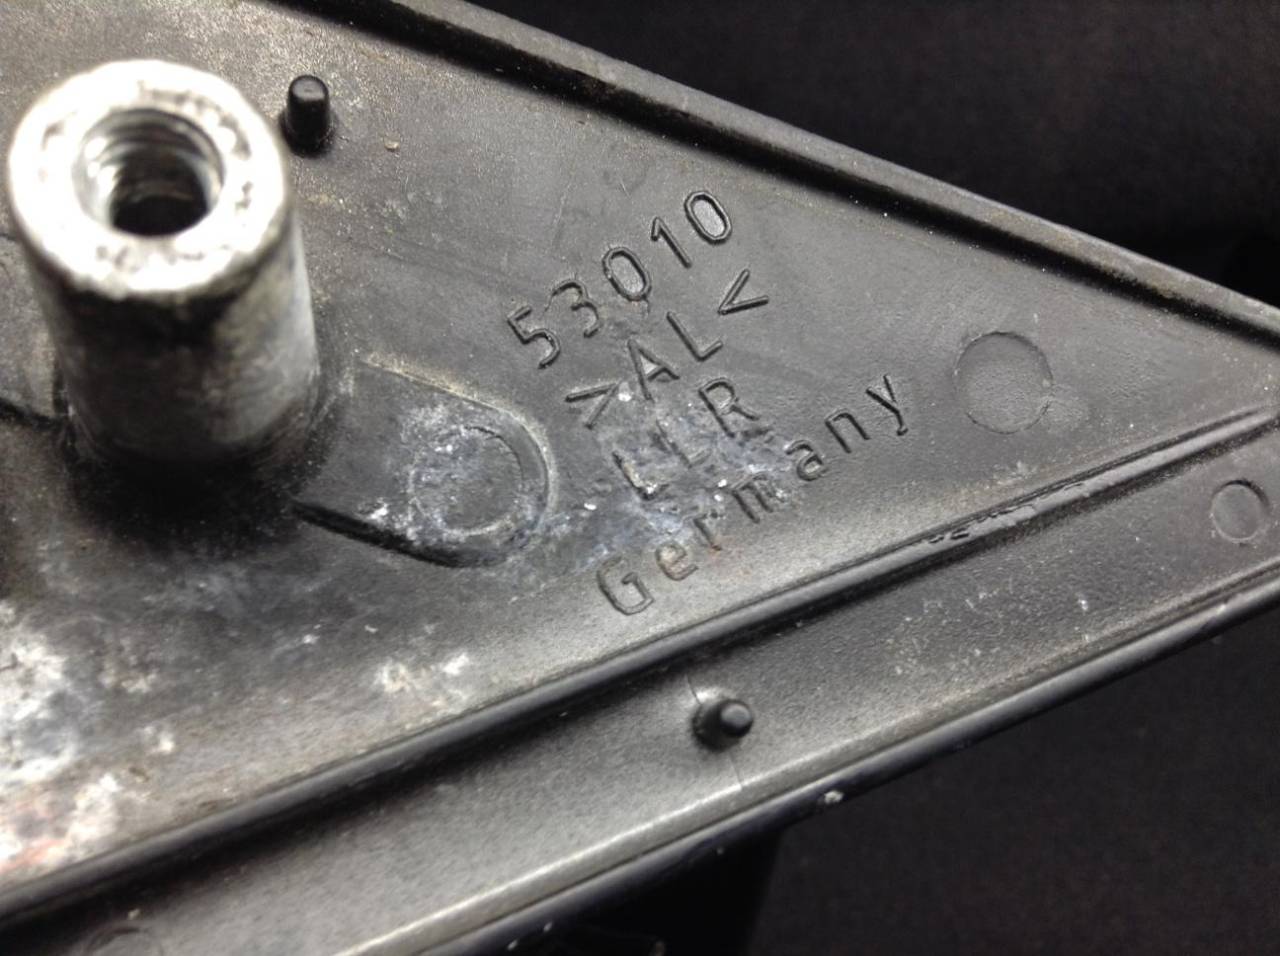 53010
>AL<
LLR
Germany